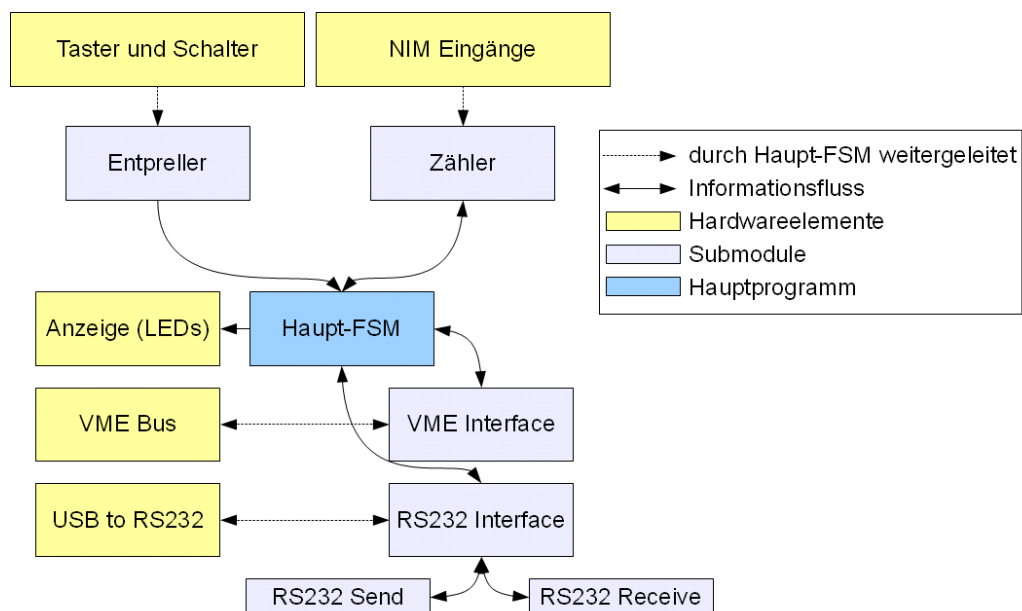 Taster und Schalter
NIM Eingänge
Entpreller
Zähler
durch Haupt-FSM weitergeleitet
Informationsfluss
Hardwareelemente
Submodule
Hauptprogramm
Anzeige (LEDs)
Haupt-FSM
VME Bus
VME Interface
USB to RS232
RS232 Interface
RS232 Send
RS232 Receive